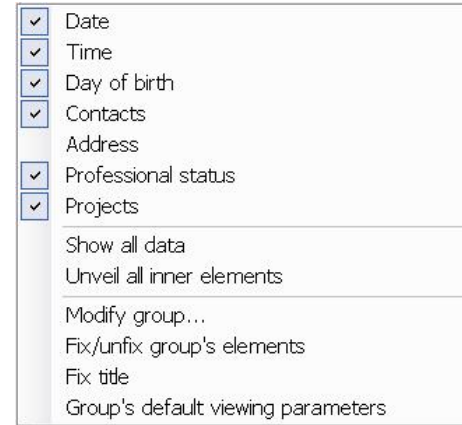 Date
Time
Day of birth
Contacts
Address
Professional status
Projects
Show all data
Unveil all inner elements
Modify group...
Fix/unfix group's elements
Fix title
Group's default viewing parameters